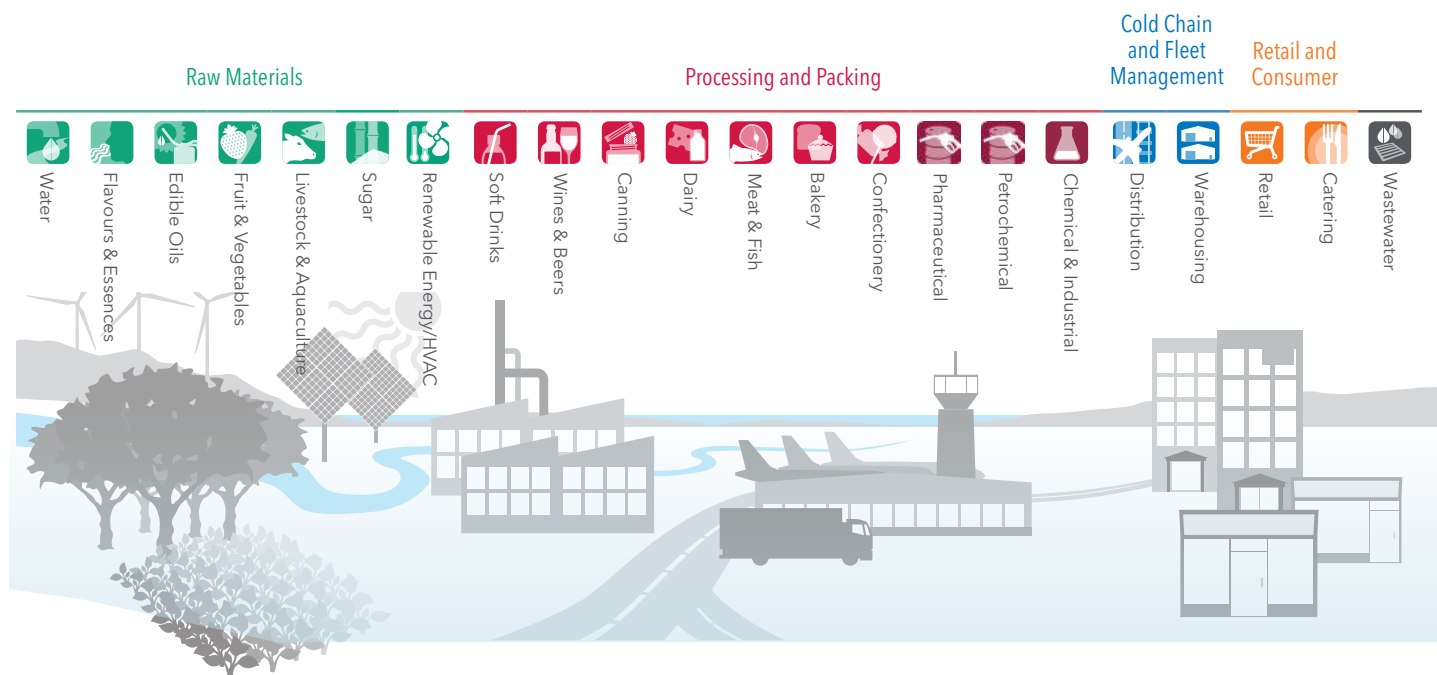 Cold Chain
and Fleet
Management
Retail and
Consumer
Raw Materials
Processing and Packing
Water
Flavours & Essences
Edible Oils
Fruit & Vegetables
Livestock & Aquaculture
Sugar
Renewable Energy/HVAC
Soft Drinks
Wines & Beers
Canning
Dairy
Meat & Fish
Bakery
Confectionery
Pharmaceutical
Petrochemical
Chemical & Industrial
Distribution
Warehousing
Retail
Catering
Wastewater